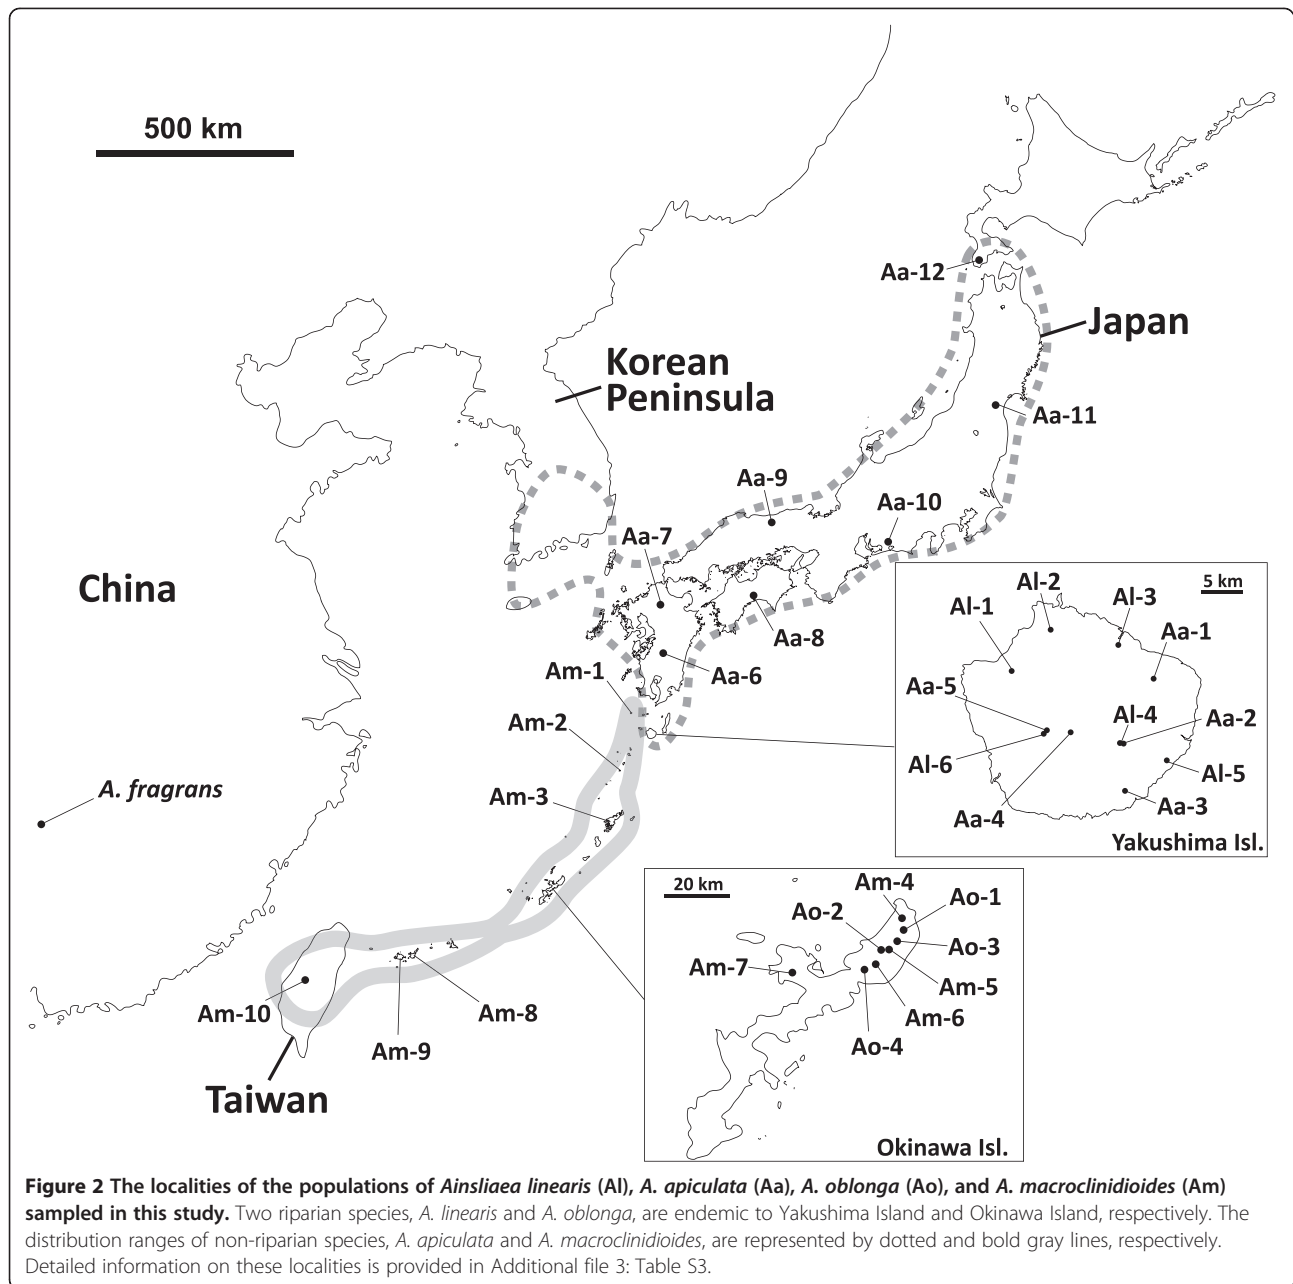 500 km
Aa-12
Japan
Korean
Peninsula
Aa-11
Aa-9
Aa-10
Aa-7
China
Aa-8
Aa-6
Am-1
Am-2
Am-3
A. fragrans
5 km
Al-2
Al-1
Al-3
Aa-1
Aa-5
Al-4
Aa-2
Al-6
Al-5
Aa-4
Aa-3
Yakushima Isl.
20 km
Am-4
Ao-1
Ao-2
Ao-3
Am-7
Am-5
Am-6
Ao-4
Okinawa Isl.
Am-10
Am-8
Am-9
Taiwan
Figure 2 The localities of the populations of Ainsliaea linearis (Al), A. apiculata (Aa), A. oblonga (Ao), and A. macroclinidioides (Am)
sampled in this study. Two riparian species, A. linearis and A. oblonga, are endemic to Yakushima Island and Okinawa Island, respectively. The
distribution ranges of non-riparian species, A. apiculata and A. macroclinidioides, are represented by dotted and bold gray lines, respectively.
Detailed information on these localities is provided in Additional file 3: Table S3.